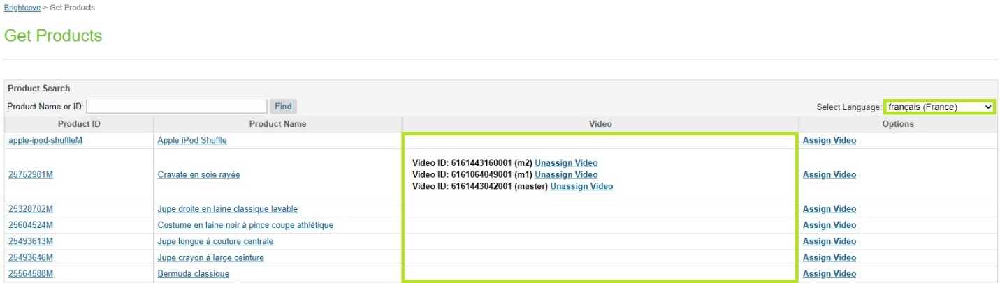 Brightcove > Get Products
Get Products
Product Search
Product Name or ID: Find Select Language: français (France)
Product ID Product Name Video Options
apple-ipod-shuffleM Apple iPod Shuffle Assign Video
Video ID: 6161443160001 (m2) Unassign Video
25752981M Cravate en soie rayée Video ID: 6161064049001 (m1) Unassign Video Assign Video
Video ID: 6161443042001 (master) Unassign Video
25328702M Jupe droite en laine classique lavable Assign Video
25604524M Costume en laine noir à pince coupe athlétique Assign Video
25493613M Jupe longue à couture centrale Assign Video
25493646M Jupe crayon à large ceinture Assign Video
25564588M Bermuda classique Assign Video